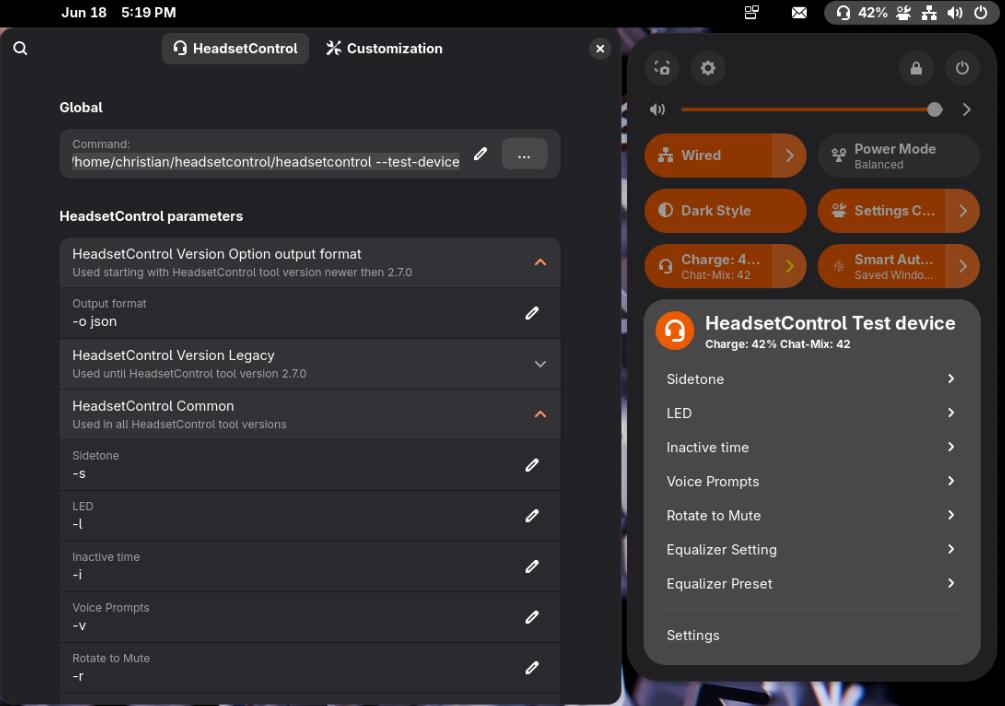 Jun 18 5:19 PM
42%
HeadsetControl
Customization
Global
Command:
/home/christian/headsetcontrol/headsetcontrol --test-device
...
HeadsetControl parameters
HeadsetControl Version Option output format
Used starting with HeadsetControl tool version newer then 2.7.0
Output format
-o json
HeadsetControl Version Legacy
Used until HeadsetControl tool version 2.7.0
HeadsetControl Common
Used in all HeadsetControl tool versions
Sidetone
-s
LED
-l
Inactive time
-i
Voice Prompts
-v
Rotate to Mute
-r
Wired
Power Mode
Balanced
Dark Style
Settings C...
Charge: 4...
Chat-Mix: 42
Smart Aut...
Saved Windo...
HeadsetControl Test device
Charge: 42% Chat-Mix: 42
Sidetone
LED
Inactive time
Voice Prompts
Rotate to Mute
Equalizer Setting
Equalizer Preset
Settings